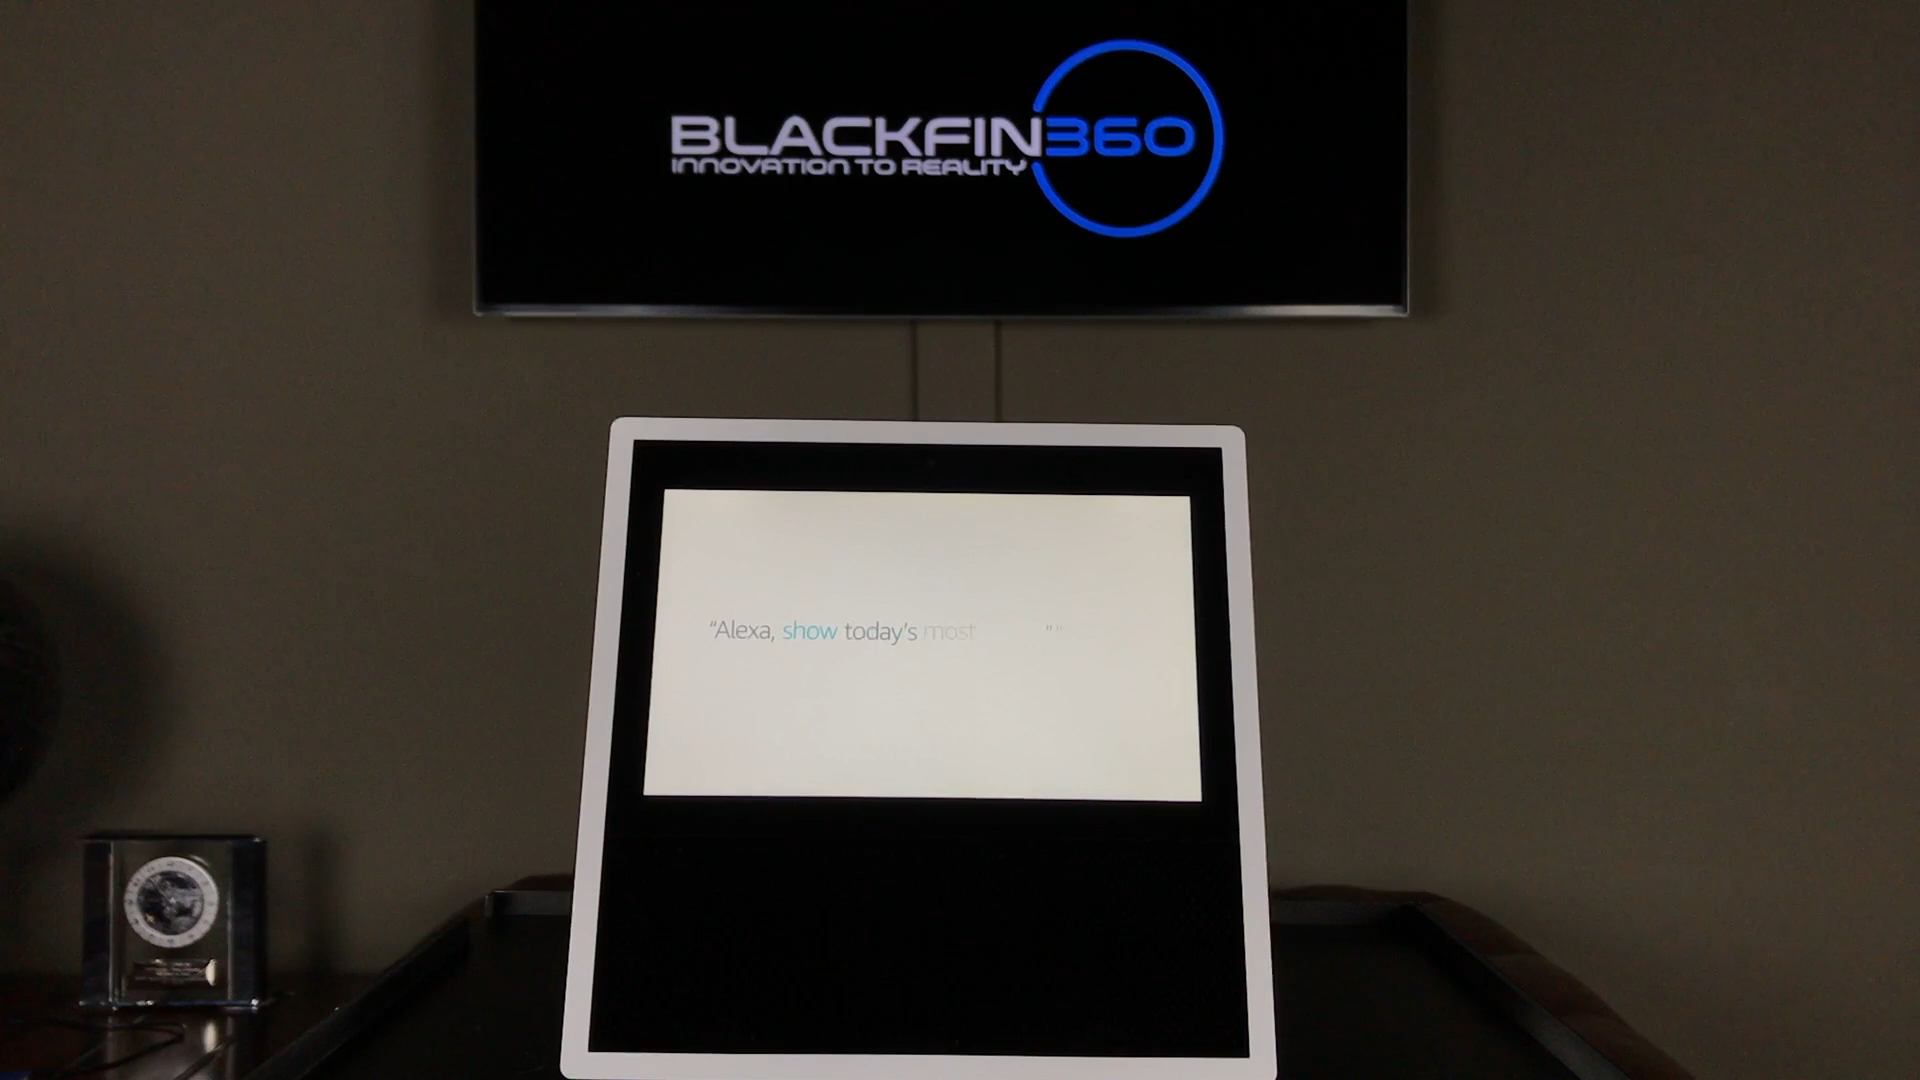 BLACKFIN360
INNOVATION TO REALITY
“Alexa, show today’s most " "